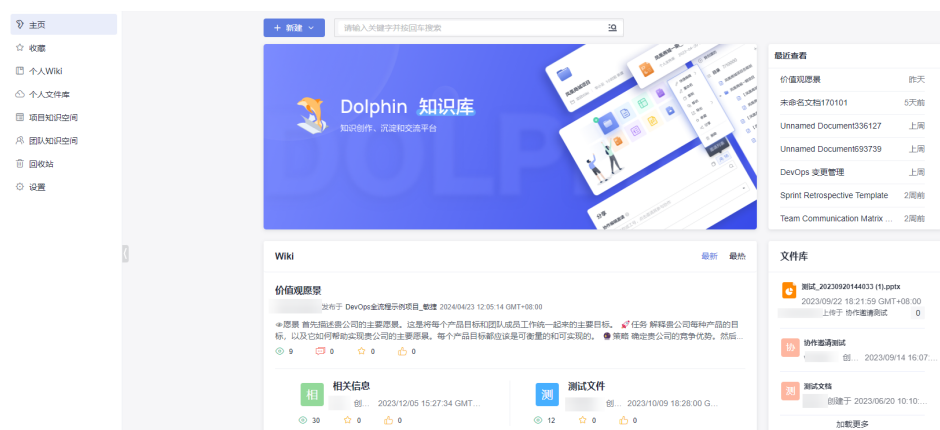 主页
收藏
个人Wiki
个人文件库
项目知识空间
团队知识空间
回收站
设置
+ 新建
请输入关键字并按回车搜索
Dolphin 知识库
知识创作、沉淀和交流平台
DOLP
分享
最近查看
价值观愿景 昨天
未命名文档170101 5天前
Unnamed Document336127 上周
Unnamed Document693739 上周
DevOps 变更管理 上周
Sprint Retrospective Template 2周前
Team Communication Matrix ... 2周前
Wiki 最新 最热
价值观愿景
发布于 DevOps全流程示例项目_敏捷 2024/04/23 12:05:14 GMT+08:00
愿景 首先描述贵公司的主要愿景。这是将每个产品目标和团队成员工作统一起来的主要目标。 任务 解释贵公司每种产品的目
标，以及它如何帮助实现贵公司的主要愿景。每个产品目标都应该是可衡量的和可实现的。 策略 确定贵公司的竞争优势。然后...
9 0 0 0
相
相关信息
创... 2023/12/05 15:27:34 GMT...
30 0 0
测
测试文件
创... 2023/10/09 18:28:00 G...
12 0 0
文件库
测试_20230920144033 (1).pptx
2023/09/22 18:21:59 GMT+08:00
上传于 协作邀请测试 0
协
协作邀请测试
创... 2023/09/14 16:07:...
测
测试文档
创建于 2023/06/20 10:10:...
加载更多